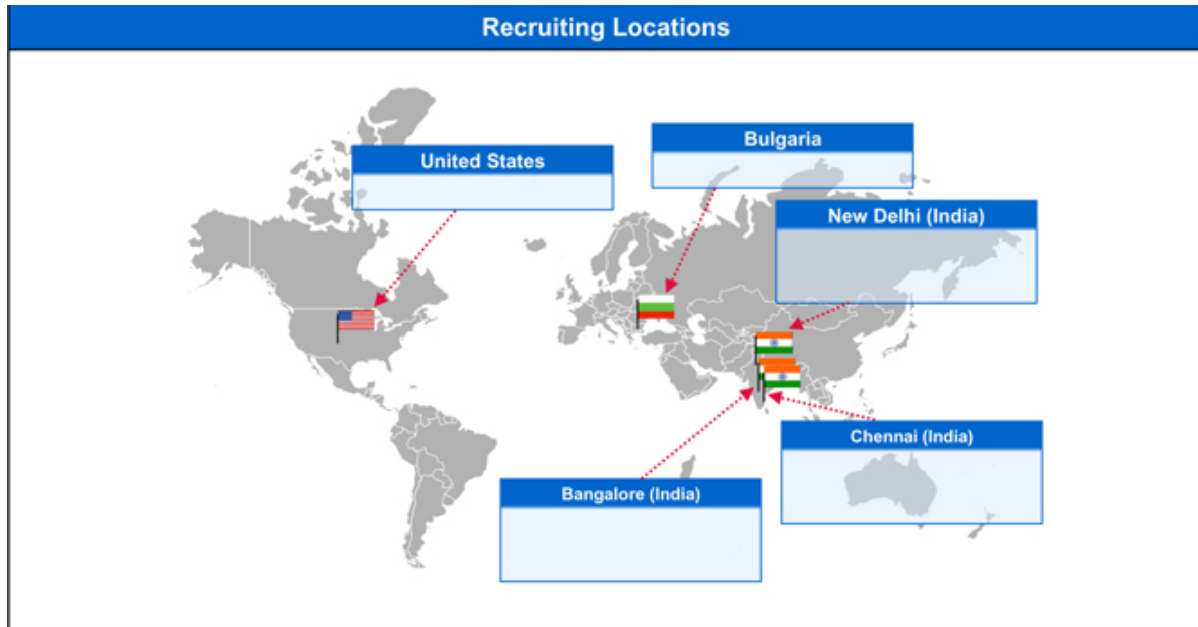 Recruiting Locations
United States
Bulgaria
New Delhi (India)
Chennai (India)
Bangalore (India)